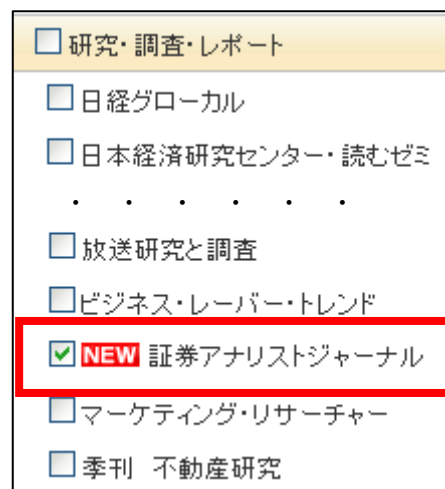 研究・調査・レポート
日経グローカル
日本経済研究センター・読むゼミ
・ ・ ・ ・ ・ ・
放送研究と調査
ビジネス・レーバー・トレンド
NEW 証券アナリストジャーナル
マーケティング・リサーチャー
季刊 不動産研究